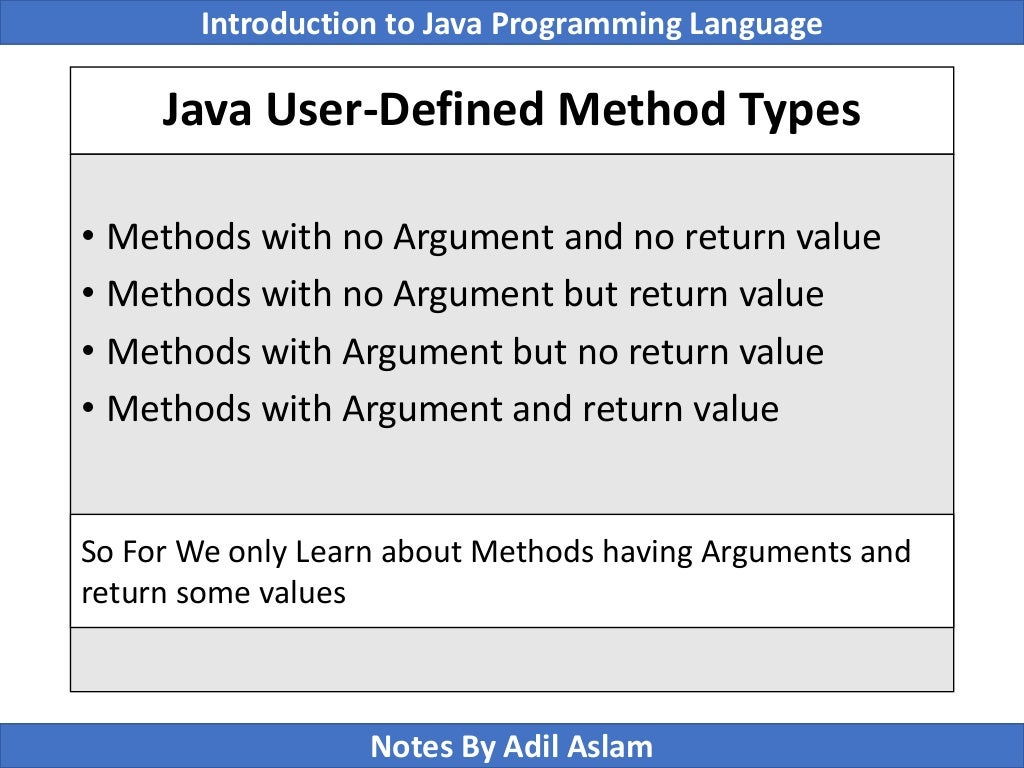 Introduction to Java Programming Language
Java User-Defined Method Types
• Methods with no Argument and no return value
• Methods with no Argument but return value
• Methods with Argument but no return value
• Methods with Argument and return value
So For We only Learn about Methods having Arguments and
return some values
Notes By Adil Aslam